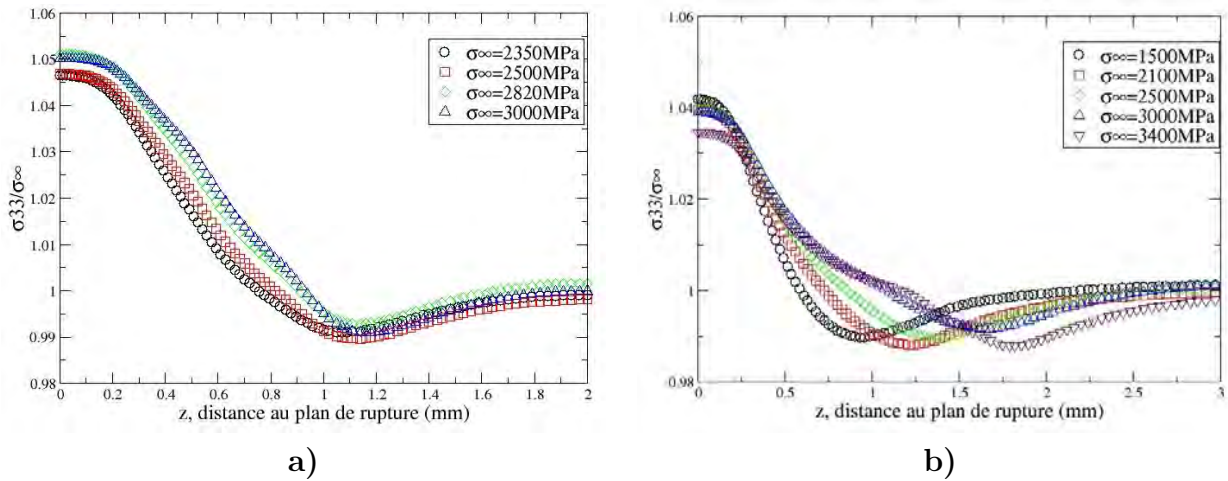 1.06
1.05
1.04
1.03
1.02
1.01
1
0.99
0.98
σ33/σ∞
σ∞=2350MPa
σ∞=2500MPa
σ∞=2820MPa
σ∞=3000MPa
0 0.2 0.4 0.6 0.8 1 1.2 1.4 1.6 1.8 2
z, distance au plan de rupture (mm)
a)
1.06
1.04
1.02
1
0.98
σ33/σ∞
σ∞=1500MPa
σ∞=2100MPa
σ∞=2500MPa
σ∞=3000MPa
σ∞=3400MPa
0 0.5 1 1.5 2 2.5 3
z, distance au plan de rupture (mm)
b)